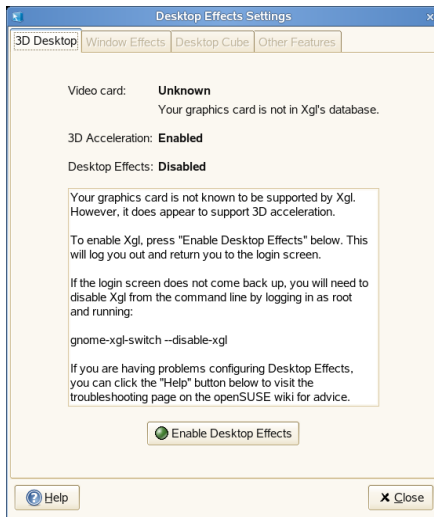 Desktop Effects Settings
3D Desktop Window Effects Desktop Cube Other Features
Video card: Unknown
Your graphics card is not in Xgl's database.
3D Acceleration: Enabled
Desktop Effects: Disabled
Your graphics card is not known to be supported by Xgl.
However, it does appear to support 3D acceleration.
To enable Xgl, press "Enable Desktop Effects" below. This
will log you out and return you to the login screen.
If the login screen does not come back up, you will need to
disable Xgl from the command line by logging in as root
and running:
gnome-xgl-switch --disable-xgl
If you are having problems configuring Desktop Effects,
you can click the "Help" button below to visit the
troubleshooting page on the openSUSE wiki for advice.
Enable Desktop Effects
Help
Close